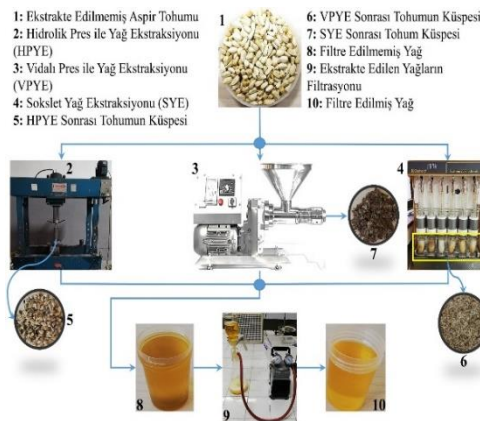 1: Ekstrakte Edilmemiş Aspir Tohumu
2: Hidrolik Pres ile Yağ Ekstraksiyonu
(HPYE)
3: Vidalı Pres ile Yağ Ekstraksiyonu
(VPYE)
4: Sokslet Yağ Ekstraksiyonu (SYE)
5: HPYE Sonrası Tohumun Küspesi
6: VPYE Sonrası Tohumun Küspesi
7: SYE Sonrası Tohum Küspesi
8: Filtre Edilmemiş Yağ
9: Ekstrakte Edilen Yağların
Filtrasyonu
10: Filtre Edilmiş Yağ
1
2
3
4
7
5
6
8
9
10